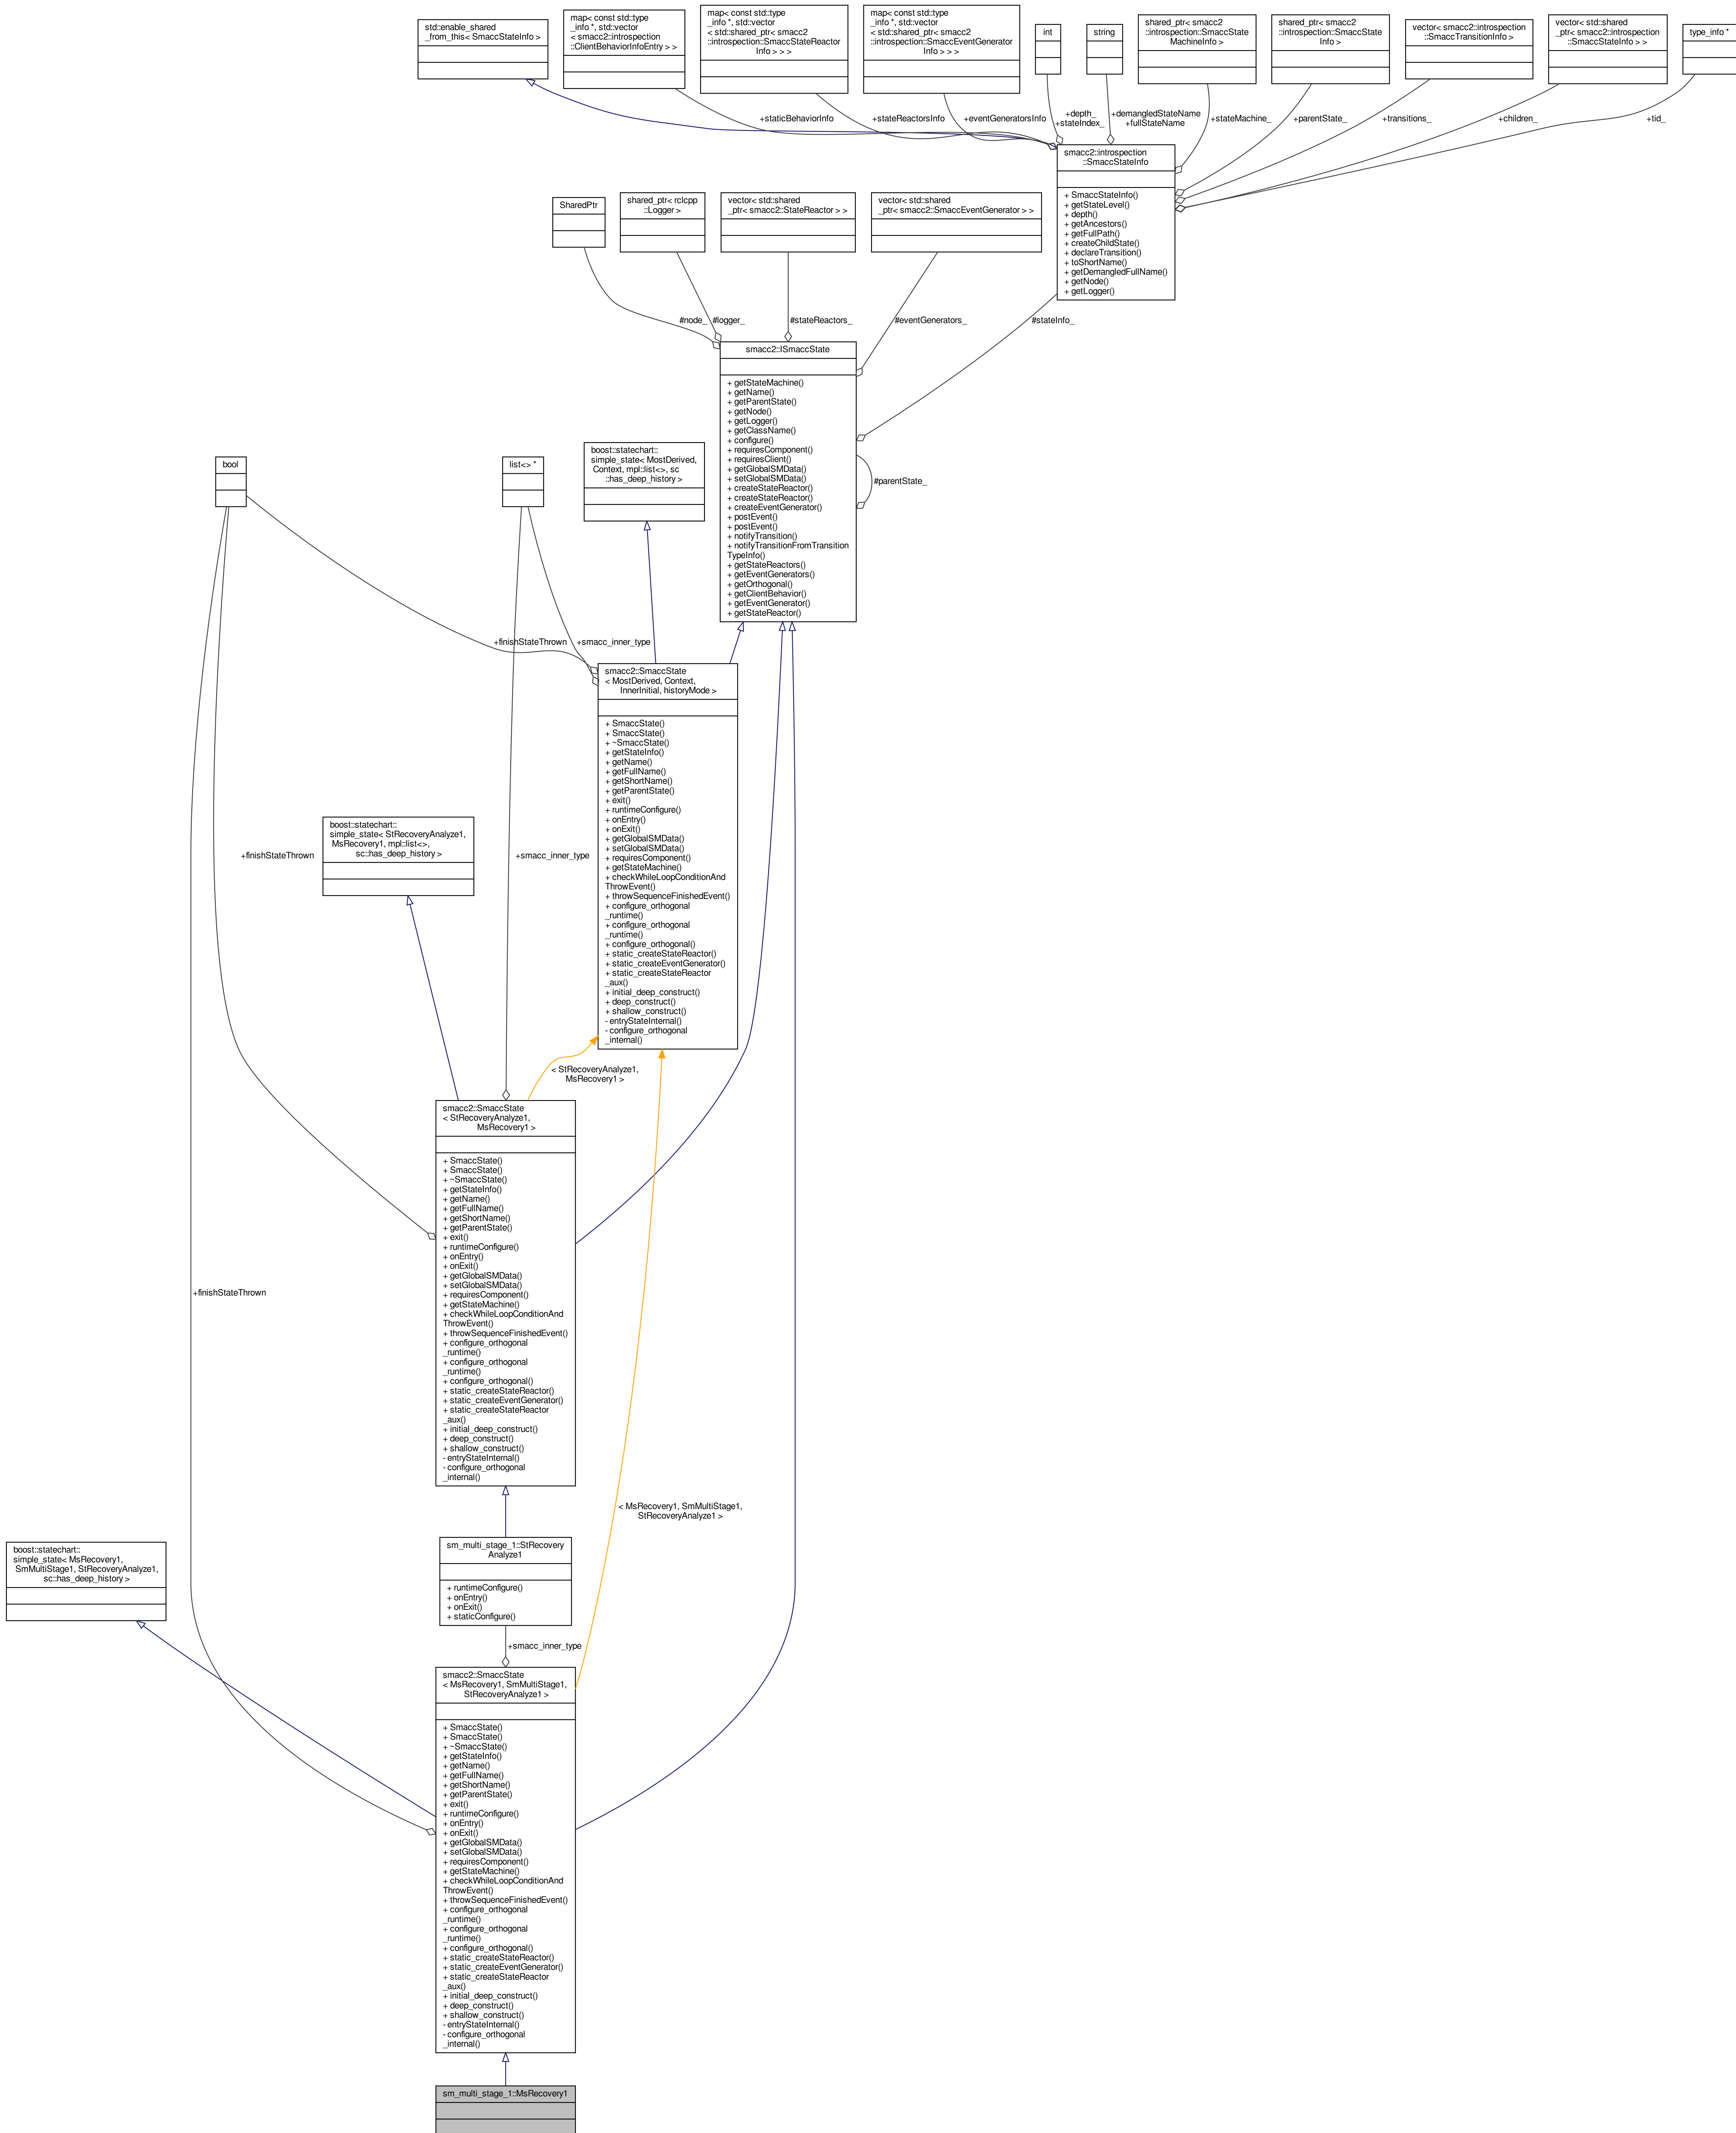 std::enable_shared
_from_this< SmaccStateInfo >
map< const std::type
_info *, std::vector
< smacc2::introspection
::ClientBehaviorInfoEntry > >
map< const std::type
_info *, std::vector
< std::shared_ptr< smacc2
::introspection::SmaccStateReactor
Info > > >
map< const std::type
_info *, std::vector
< std::shared_ptr< smacc2
::introspection::SmaccEventGenerator
Info > > >
int
string
shared_ptr< smacc2
::introspection::SmaccState
MachineInfo >
shared_ptr< smacc2
::introspection::SmaccState
Info >
vector< smacc2::introspection
::SmaccTransitionInfo >
vector< std::shared
_ptr< smacc2::introspection
::SmaccStateInfo > >
type_info *
+staticBehaviorInfo
+stateReactorsInfo
+eventGeneratorsInfo
+depth_
+stateIndex_
+demangledStateName
+fullStateName
+stateMachine_
+parentState_
+transitions_
+children_
+tid_
smacc2::introspection
::SmaccStateInfo
+ SmaccStateInfo()
+ getStateLevel()
+ depth()
+ getAncestors()
+ getFullPath()
+ createChildState()
+ declareTransition()
+ toShortName()
+ getDemangledFullName()
+ getNode()
+ getLogger()
SharedPtr
shared_ptr< rclcpp
::Logger >
vector< std::shared
_ptr< smacc2::StateReactor > >
vector< std::shared
_ptr< smacc2::SmaccEventGenerator > >
#node_
#logger_
#stateReactors_
#eventGenerators_
#stateInfo_
smacc2::ISmaccState
+ getStateMachine()
+ getName()
+ getParentState()
+ getNode()
+ getLogger()
+ getClassName()
+ configure()
+ requiresComponent()
+ requiresClient()
+ getGlobalSMData()
+ setGlobalSMData()
+ createStateReactor()
+ createStateReactor()
+ createEventGenerator()
+ postEvent()
+ postEvent()
+ notifyTransition()
+ notifyTransitionFromTransition
TypeInfo()
+ getStateReactors()
+ getEventGenerators()
+ getOrthogonal()
+ getClientBehavior()
+ getEventGenerator()
+ getStateReactor()
#parentState_
bool
list<> *
boost::statechart::
simple_state< MostDerived,
Context, mpl::list<>, sc
::has_deep_history >
+finishStateThrown
+smacc_inner_type
smacc2::SmaccState
< MostDerived, Context,
InnerInitial, historyMode >
+ SmaccState()
+ SmaccState()
+ ~SmaccState()
+ getStateInfo()
+ getName()
+ getFullName()
+ getShortName()
+ getParentState()
+ exit()
+ runtimeConfigure()
+ onEntry()
+ onExit()
+ getGlobalSMData()
+ setGlobalSMData()
+ requiresComponent()
+ getStateMachine()
+ checkWhileLoopConditionAnd
ThrowEvent()
+ throwSequenceFinishedEvent()
+ configure_orthogonal
_runtime()
+ configure_orthogonal
_runtime()
+ configure_orthogonal()
+ static_createStateReactor()
+ static_createEventGenerator()
+ static_createStateReactor
_aux()
+ initial_deep_construct()
+ deep_construct()
+ shallow_construct()
- entryStateInternal()
- configure_orthogonal
_internal()
boost::statechart::
simple_state< StRecoveryAnalyze1,
MsRecovery1, mpl::list<>,
sc::has_deep_history >
+finishStateThrown
+smacc_inner_type
< StRecoveryAnalyze1,
MsRecovery1 >
smacc2::SmaccState
< StRecoveryAnalyze1,
MsRecovery1 >
+ SmaccState()
+ SmaccState()
+ ~SmaccState()
+ getStateInfo()
+ getName()
+ getFullName()
+ getShortName()
+ getParentState()
+ exit()
+ runtimeConfigure()
+ onEntry()
+ onExit()
+ getGlobalSMData()
+ setGlobalSMData()
+ requiresComponent()
+ getStateMachine()
+ checkWhileLoopConditionAnd
ThrowEvent()
+ throwSequenceFinishedEvent()
+ configure_orthogonal
_runtime()
+ configure_orthogonal
_runtime()
+ configure_orthogonal()
+ static_createStateReactor()
+ static_createEventGenerator()
+ static_createStateReactor
_aux()
+ initial_deep_construct()
+ deep_construct()
+ shallow_construct()
- entryStateInternal()
- configure_orthogonal
_internal()
+finishStateThrown
< MsRecovery1, SmMultiStage1,
StRecoveryAnalyze1 >
boost::statechart::
simple_state< MsRecovery1,
SmMultiStage1, StRecoveryAnalyze1,
sc::has_deep_history >
sm_multi_stage_1::StRecovery
Analyze1
+ runtimeConfigure()
+ onEntry()
+ onExit()
+ staticConfigure()
+smacc_inner_type
smacc2::SmaccState
< MsRecovery1, SmMultiStage1,
StRecoveryAnalyze1 >
+ SmaccState()
+ SmaccState()
+ ~SmaccState()
+ getStateInfo()
+ getName()
+ getFullName()
+ getShortName()
+ getParentState()
+ exit()
+ runtimeConfigure()
+ onEntry()
+ onExit()
+ getGlobalSMData()
+ setGlobalSMData()
+ requiresComponent()
+ getStateMachine()
+ checkWhileLoopConditionAnd
ThrowEvent()
+ throwSequenceFinishedEvent()
+ configure_orthogonal
_runtime()
+ configure_orthogonal
_runtime()
+ configure_orthogonal()
+ static_createStateReactor()
+ static_createEventGenerator()
+ static_createStateReactor
_aux()
+ initial_deep_construct()
+ deep_construct()
+ shallow_construct()
- entryStateInternal()
- configure_orthogonal
_internal()
sm_multi_stage_1::MsRecovery1